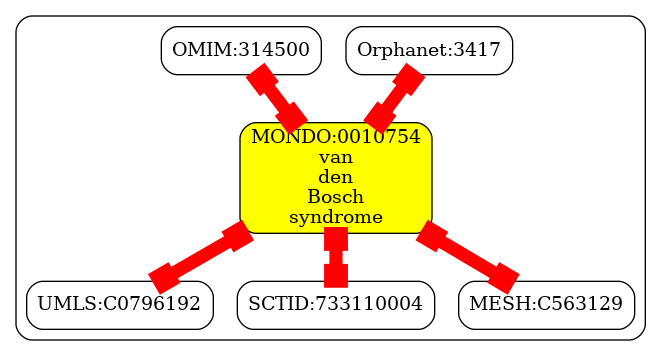 OMIM:314500
Orphanet:3417
MONDO:0010754
van
den
Bosch
syndrome
UMLS:C0796192
SCTID:733110004
MESH:C563129